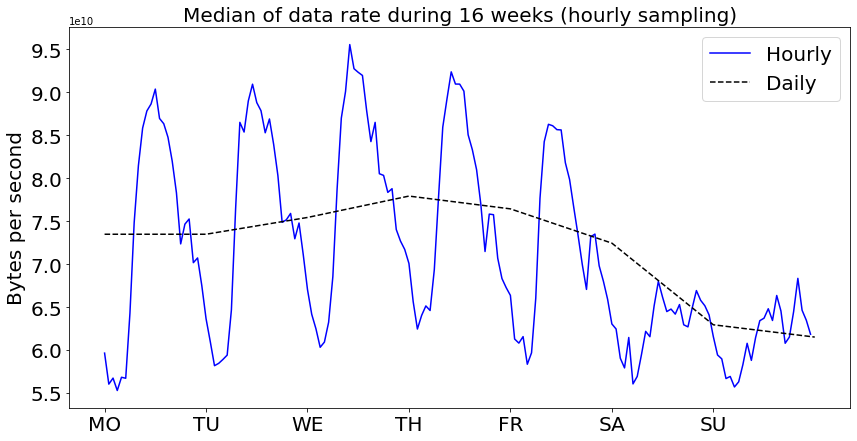 Median of data rate during 16 weeks (hourly sampling)
1e10
Hourly
Daily
9.5
9.0
8.5
8.0
7.5
7.0
6.5
6.0
5.5
Bytes per second
MO TU WE TH FR SA SU